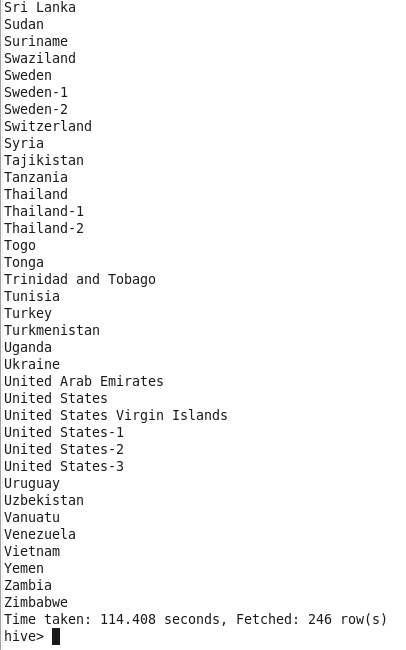 Sri Lanka
Sudan
Suriname
Swaziland
Sweden
Sweden-1
Sweden-2
Switzerland
Syria
Tajikistan
Tanzania
Thailand
Thailand-1
Thailand-2
Togo
Tonga
Trinidad and Tobago
Tunisia
Turkey
Turkmenistan
Uganda
Ukraine
United Arab Emirates
United States
United States Virgin Islands
United States-1
United States-2
United States-3
Uruguay
Uzbekistan
Vanuatu
Venezuela
Vietnam
Yemen
Zambia
Zimbabwe
Time taken: 114.408 seconds, Fetched: 246 row(s)
hive>